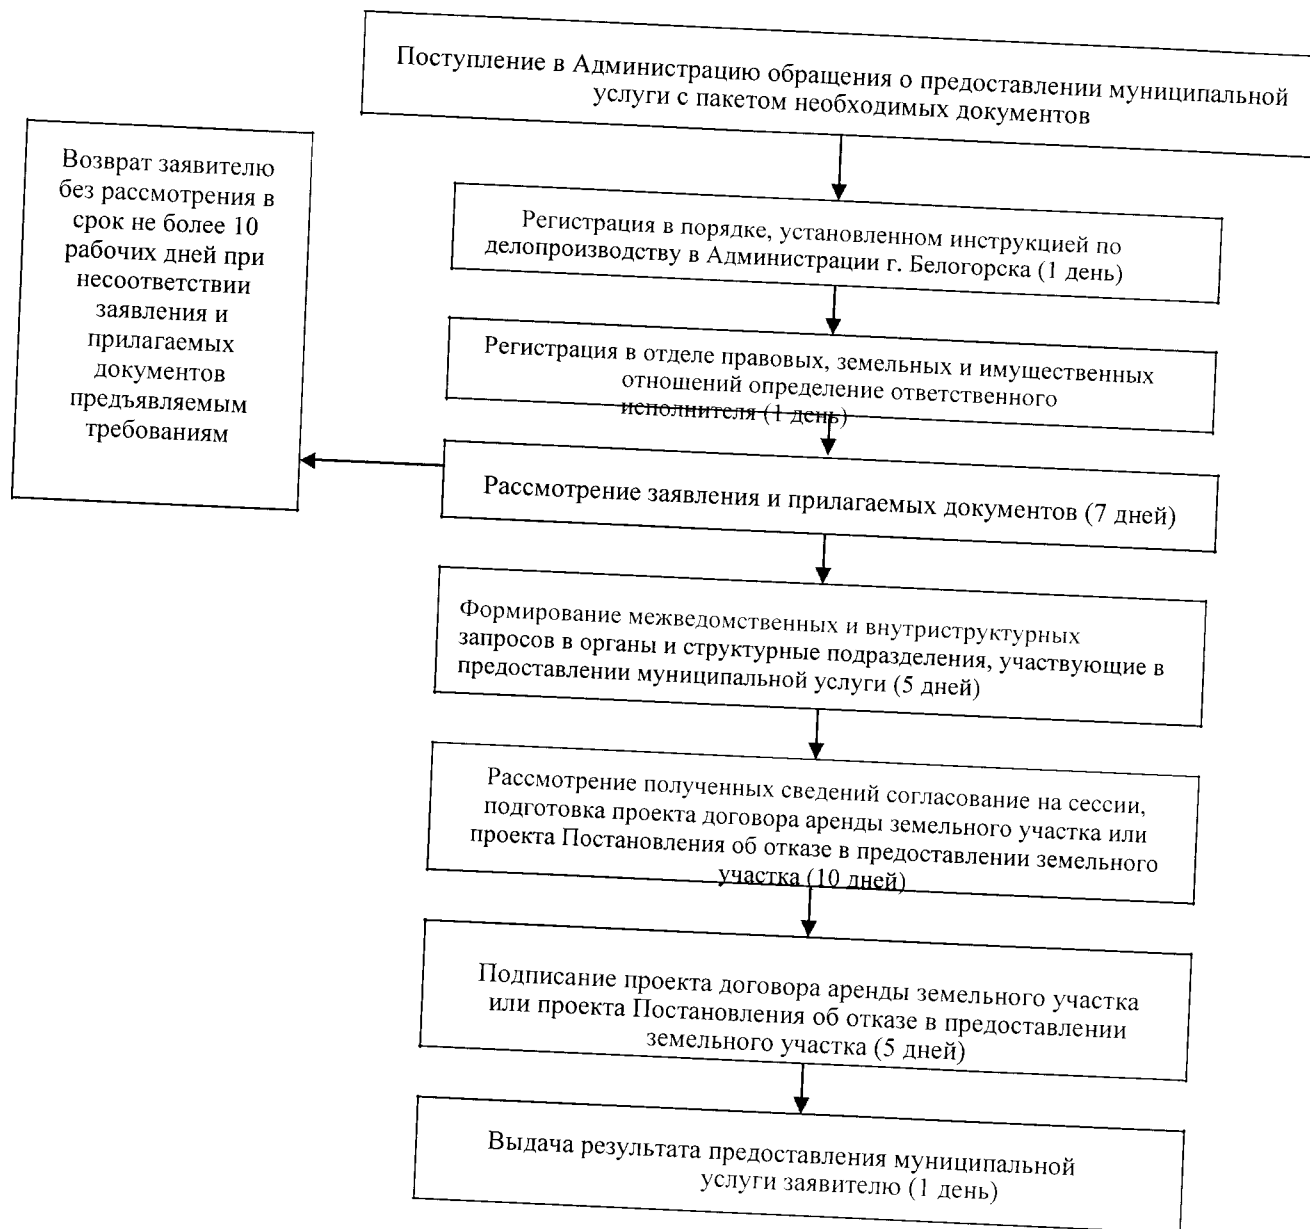 Поступление в Администрацию обращения о предоставлении муниципальной
услуги с пакетом необходимых документов
Возврат заявителю
без рассмотрения в
срок не более 10
рабочих дней при
несоответствии
заявления и
прилагаемых
документов
предъявляемым
требованиям
Регистрация в порядке, установленном инструкцией по
делопроизводству в Администрации г. Белогорска (1 день)
Регистрация в отделе правовых, земельных и имущественных
отношений определение ответственного
исполнителя (1 день)
Рассмотрение заявления и прилагаемых документов (7 дней)
Формирование межведомственных и внутриструктурных
запросов в органы и структурные подразделения, участвующие в
предоставлении муниципальной услуги (5 дней)
Рассмотрение полученных сведений согласование на сессии,
подготовка проекта договора аренды земельного участка или
проекта Постановления об отказе в предоставлении земельного
участка (10 дней)
Подписание проекта договора аренды земельного участка
или проекта Постановления об отказе в предоставлении
земельного участка (5 дней)
Выдача результата предоставления муниципальной
услуги заявителю (1 день)